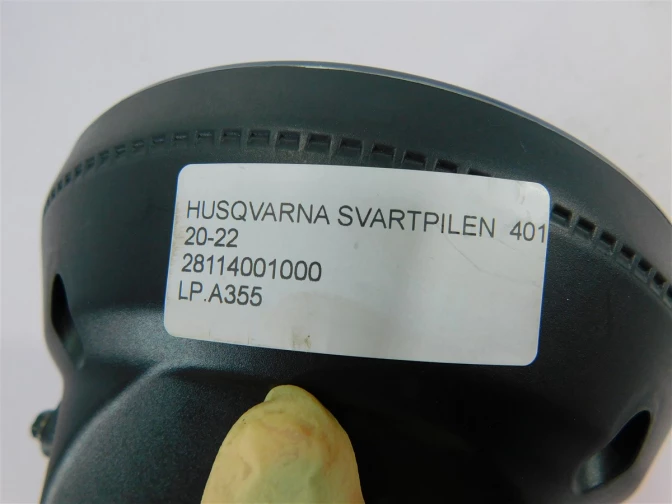 HUSQVARNA SVARTPILEN 401
20-22
28114001000
LP.A355